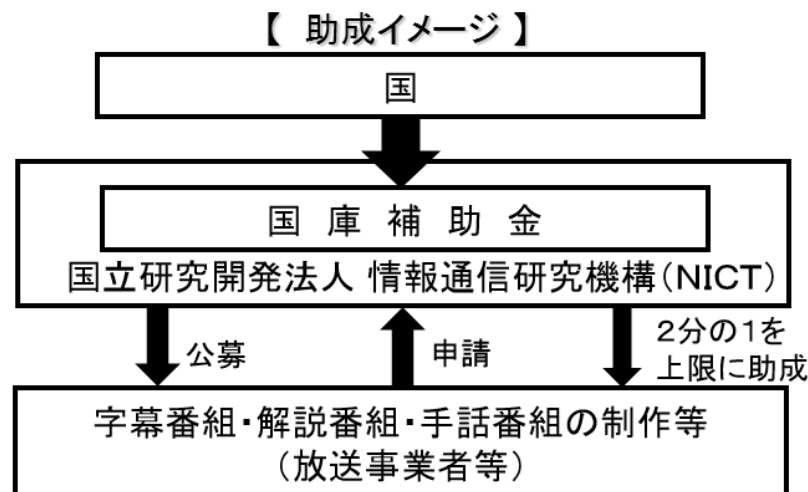 【 助成イメージ 】
国
国 庫 補 助 金
国立研究開発法人 情報通信研究機構(NICT)
公募
申請
2分の1を
上限に助成
字幕番組・解説番組・手話番組の制作等
(放送事業者等)